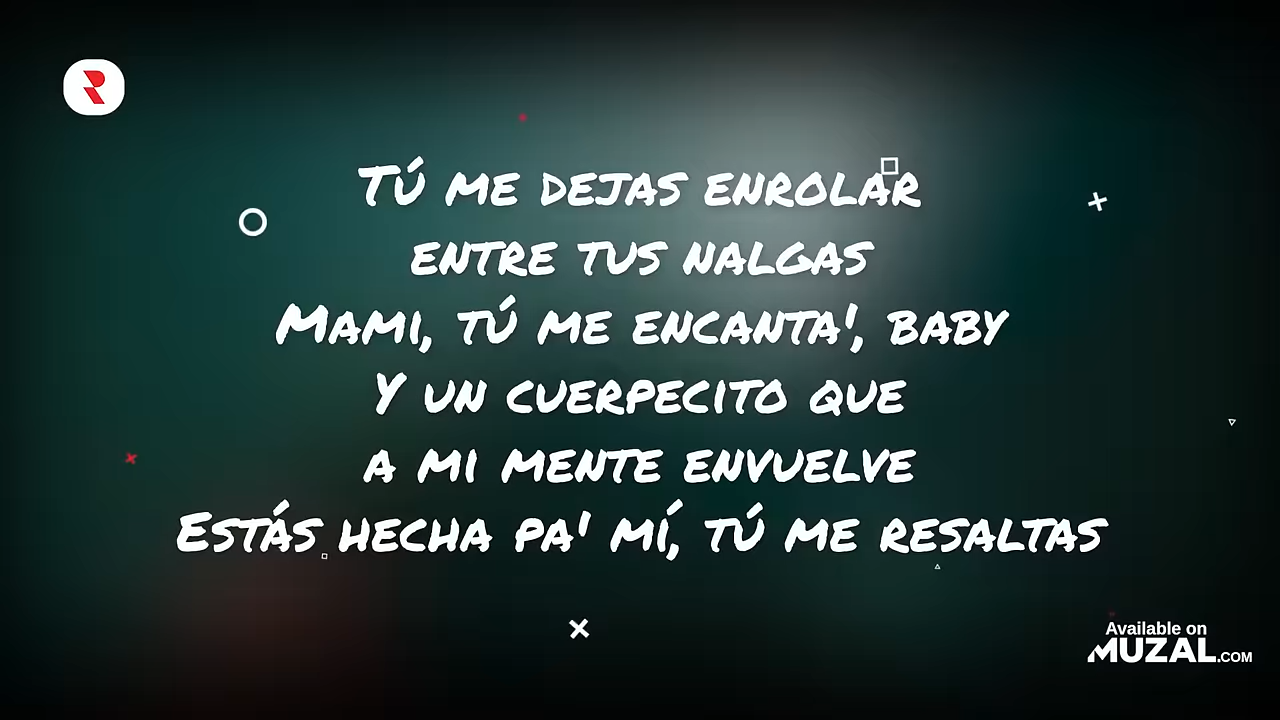 Tú me dejas enrolar
entre tus nalgas
Mami, tú me encanta', baby
Y un cuerpecito que
a mi mente envuelve
Estás hecha pa' mí, tú me resaltas
Available on
MUZAL.COM